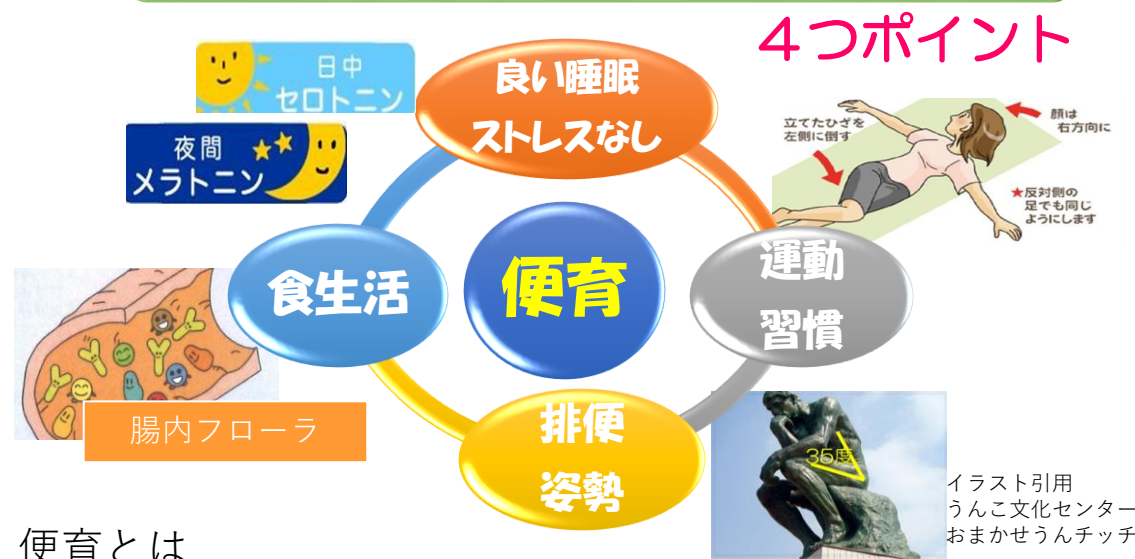 4つポイント
日中
セロトニン
夜間
メラトニン
良い睡眠
ストレスなし
立てたひざを
左側に倒す
顔は
右方向に
★反対側の
足でも同じ
ようにします
食生活
便育
運動
習慣
腸内フローラ
排便
姿勢
35度
イラスト引用
うんこ文化センター
おまかせうんチッチ
便育とは